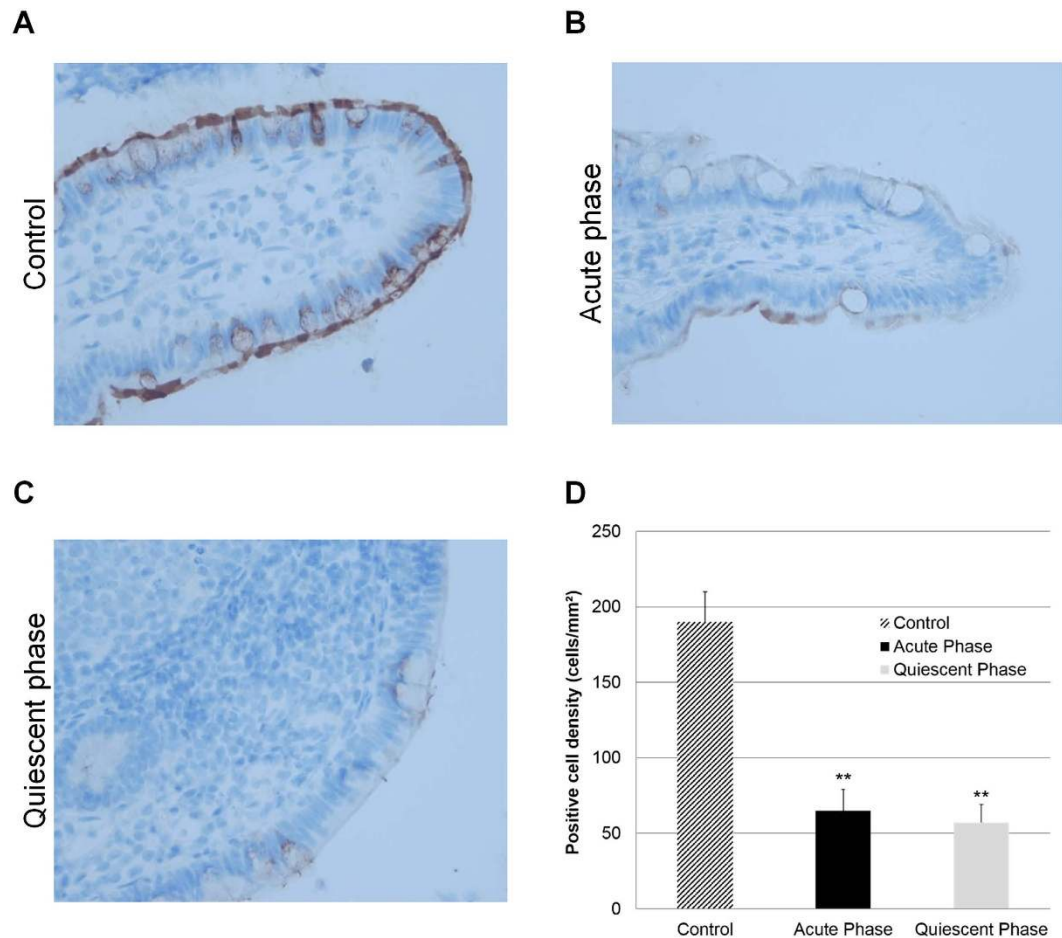 A
B
Control
Acute phase
C
D
Quiescent phase
Positive cell density (cells/mm²)
250
200
150
100
50
0
Control
Acute Phase
Quiescent Phase
**
**
Control
Acute Phase
Quiescent Phase